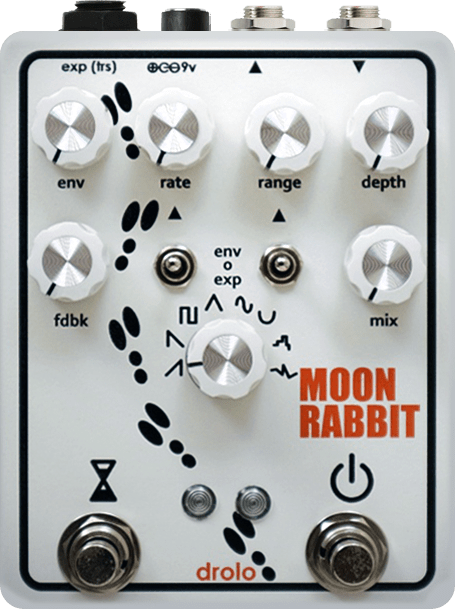 exp (trs) 9v
env rate range depth
env
o
exp
fdbk mix
MOON
RABBIT
drolo